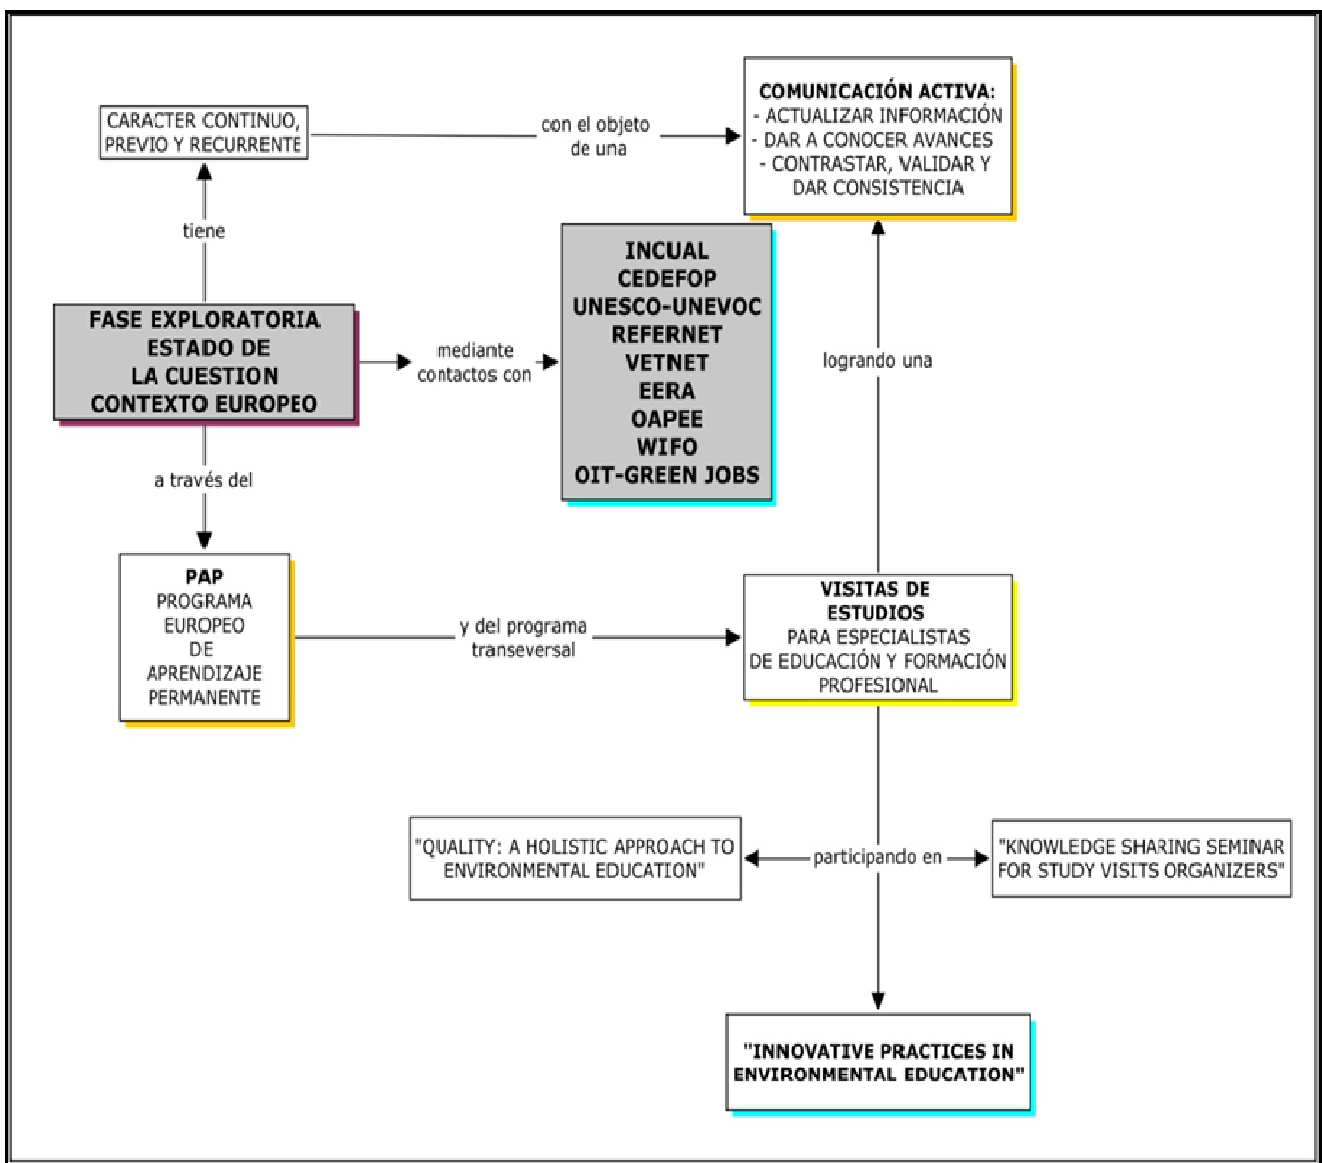 CARACTER CONTINUO,
PREVIO Y RECURRENTE
con el objeto
de una
COMUNICACIÓN ACTIVA:
- ACTUALIZAR INFORMACIÓN
- DAR A CONOCER AVANCES
- CONTRASTAR, VALIDAR Y
DAR CONSISTENCIA
tiene
FASE EXPLORATORIA
ESTADO DE
LA CUESTION
CONTEXTO EUROPEO
mediante
contactos con
INCUAL
CEDEFOP
UNESCO-UNEVOC
REFERNET
VETNET
EERA
OAPEE
WIFO
OIT-GREEN JOBS
logrando una
a través del
PAP
PROGRAMA
EUROPEO
DE
APRENDIZAJE
PERMANENTE
y del programa
transeversal
VISITAS DE
ESTUDIOS
PARA ESPECIALISTAS
DE EDUCACIÓN Y FORMACIÓN
PROFESIONAL
"QUALITY: A HOLISTIC APPROACH TO
ENVIRONMENTAL EDUCATION"
participando en
"KNOWLEDGE SHARING SEMINAR
FOR STUDY VISITS ORGANIZERS"
"INNOVATIVE PRACTICES IN
ENVIRONMENTAL EDUCATION"